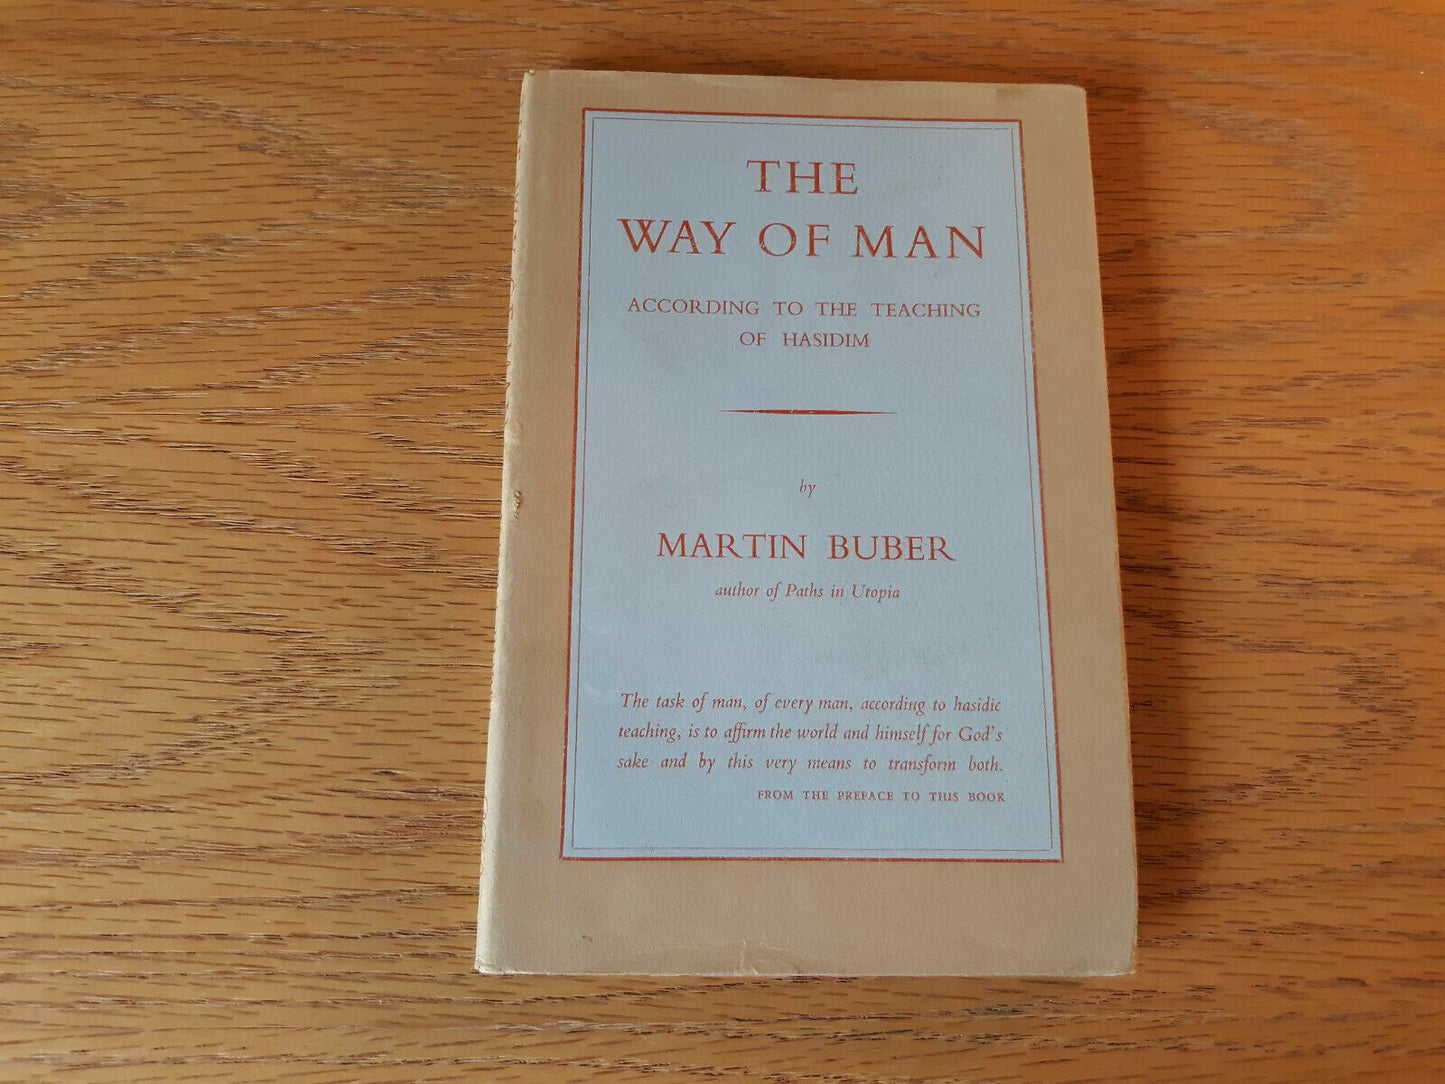 THE
WAY OF MAN
ACCORDING TO THE TEACHING
OF HASIDIM
by
MARTIN BUBER
author of Paths in Utopia
The task of man, of every man, according to hasidic
teaching, is to affirm the world and himself for God's
sake and by this very means to transform both.
FROM THE PREFACE TO THIS BOOK